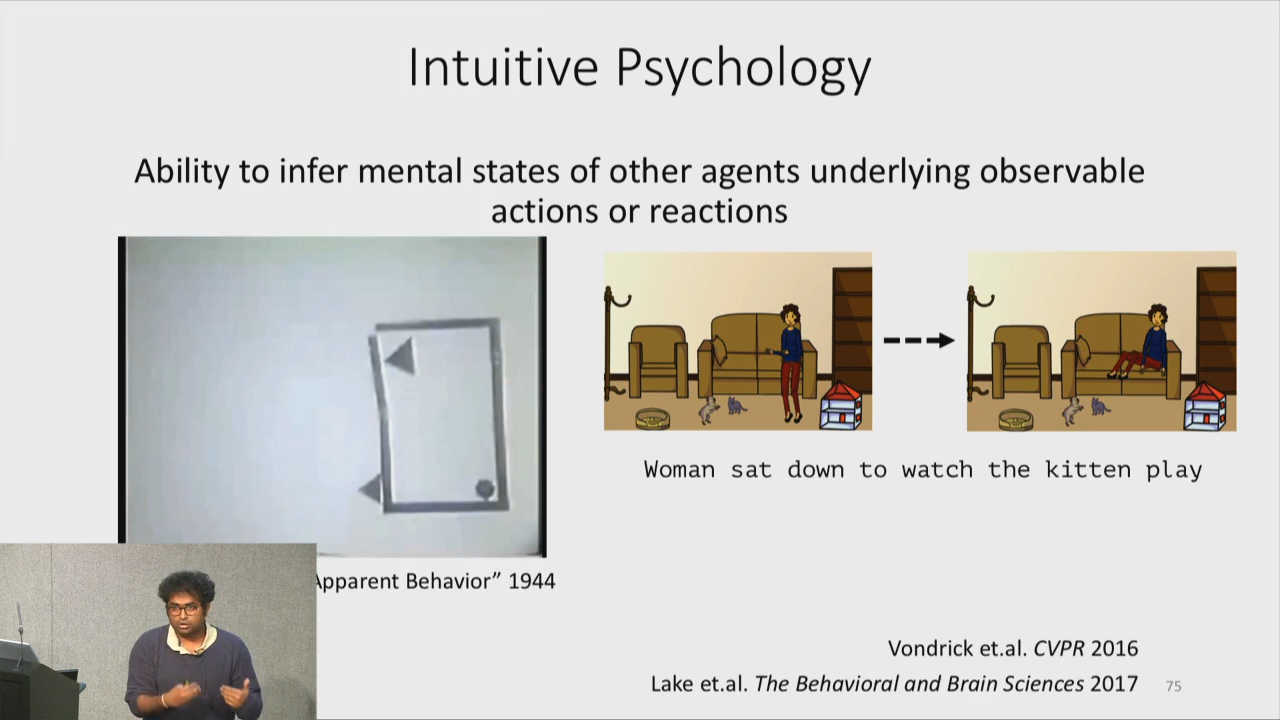 Intuitive Psychology
Ability to infer mental states of other agents underlying observable
actions or reactions
Woman sat down to watch the kitten play
Apparent Behavior” 1944
Vondrick et.al. CVPR 2016
Lake et.al. The Behavioral and Brain Sciences 2017
75